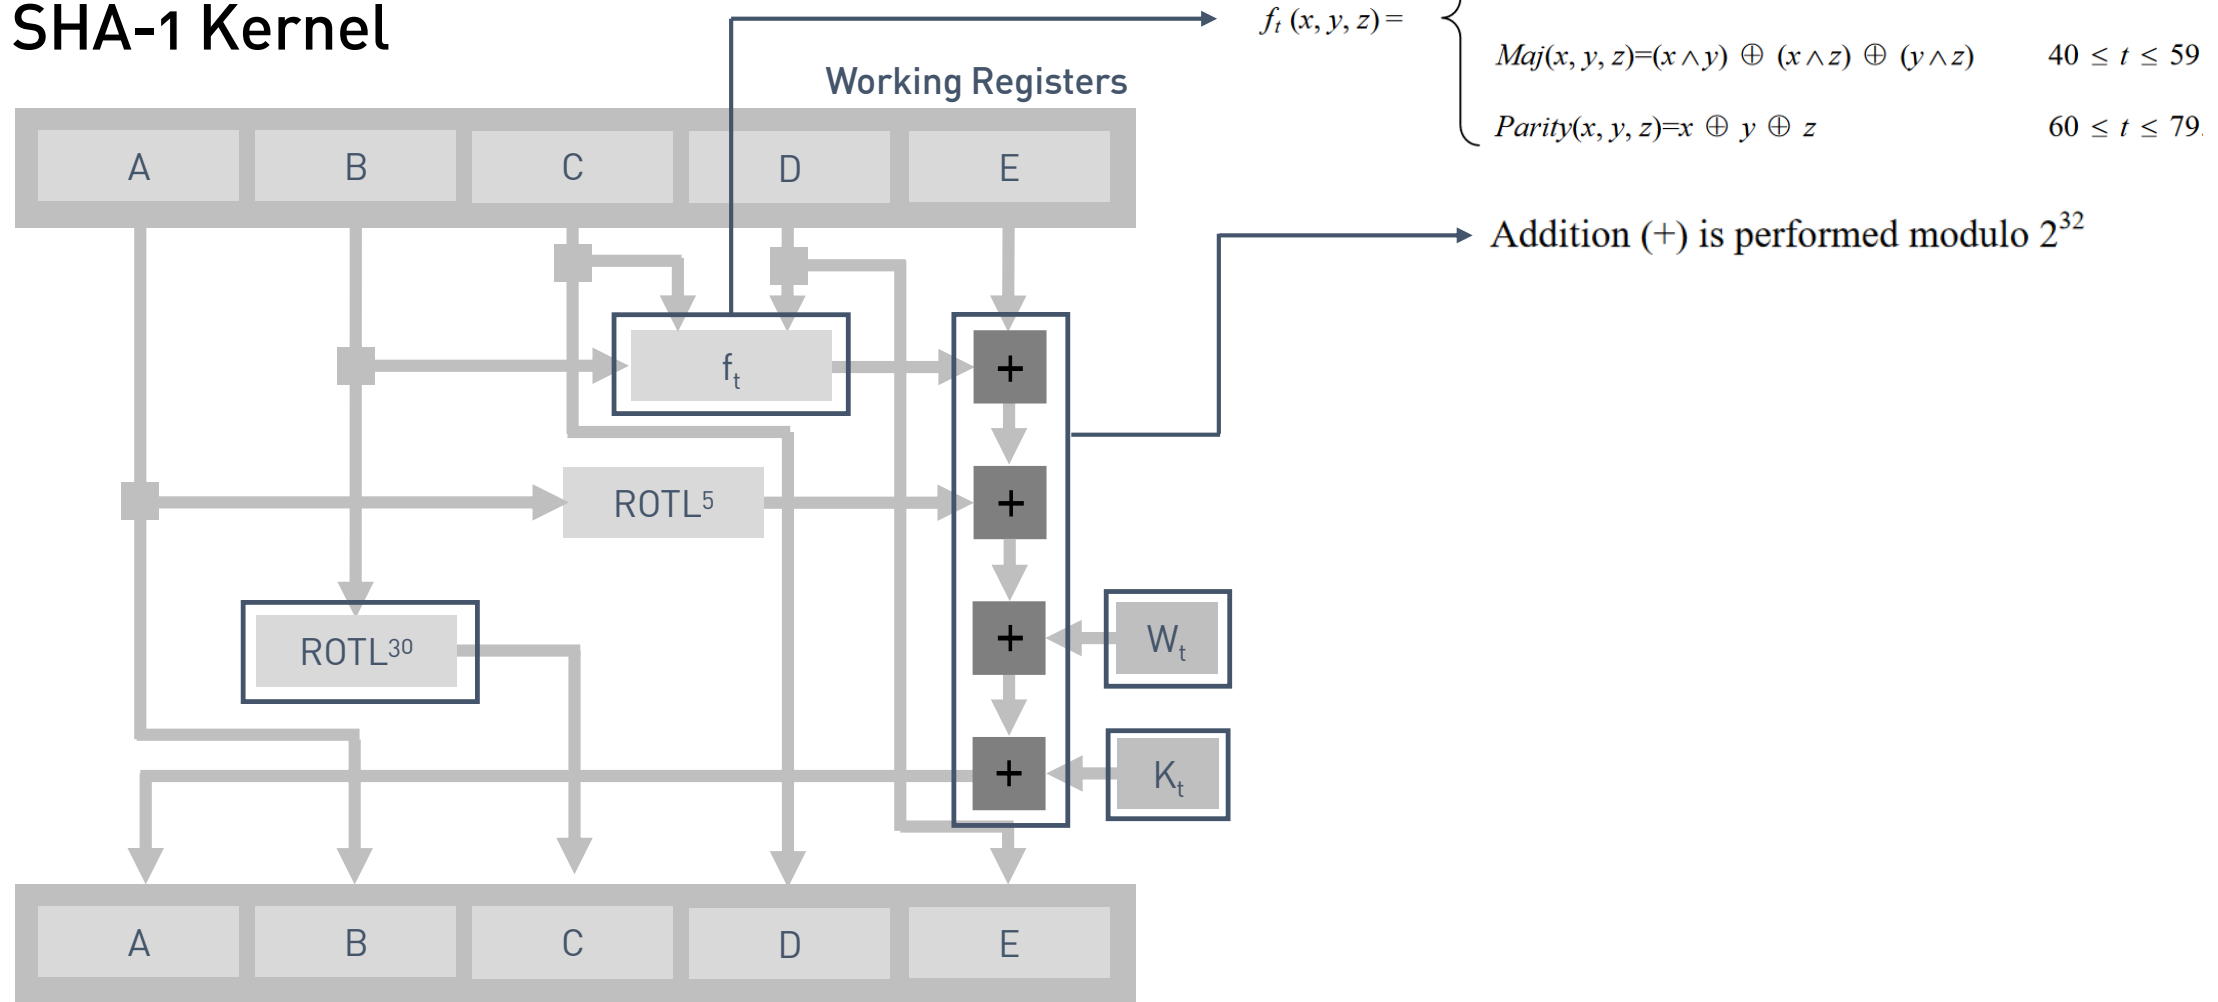 SHA-1 Kernel
fₜ (x, y, z) =
Maj(x, y, z)=(x ∧ y) ⊕ (x ∧ z) ⊕ (y ∧ z) 40 ≤ t ≤ 59
Working Registers
Parity(x, y, z)=x ⊕ y ⊕ z 60 ≤ t ≤ 79.
A B C D E
Addition (+) is performed modulo 2³²
fₜ +
ROTL⁵ +
ROTL³⁰ + Wₜ
+ Kₜ
A B C D E